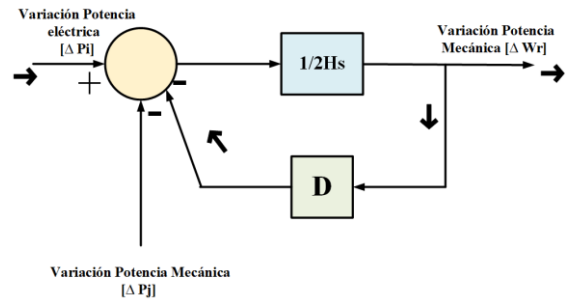 Variación Potencia
eléctrica
[Δ Pi]
+
-
-
1/2Hs
Variación Potencia
Mecánica [Δ Wr]
D
Variación Potencia Mecánica
[Δ Pj]